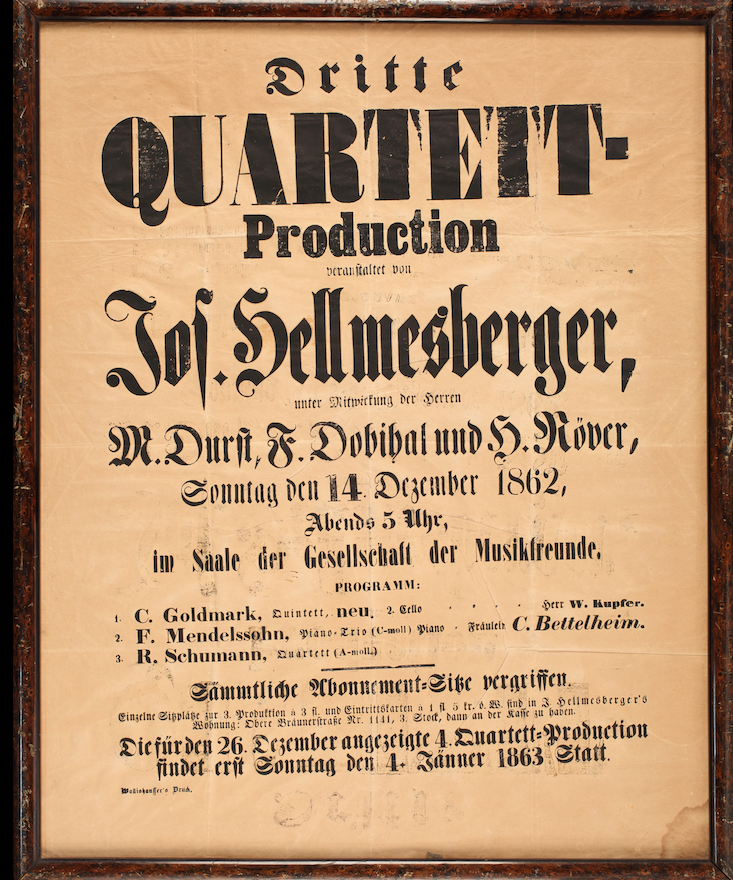 Dritte
QUARTETT-
Production
veranstaltet von
Jos. Hellmesberger,
unter Mitwirkung der Herren
M. Durst, F. Dobihal und H. Röver,
Sonntag den 14. Dezember 1862,
Abends 5 Uhr,
im Saale der Gesellschaft der Musikfreunde.
PROGRAMM:
1. C. Goldmark, Quintett, neu, 2. Cello . . . . Herr W. Kupfer.
2. F. Mendelssohn, Piano-Trio (C-moll) Piano . Fräulein C. Bettelheim.
3. R. Schumann, Quartett (A-moll.)
Sämmtliche Abonnement-Sitze vergriffen.
Einzelne Sitzplätze zur 3. Produktion à 3 fl. und Eintrittskarten à 1 fl. 5 kr. ö. W. sind in J. Hellmesberger's
Wohnung: Obere Bräunerstraße Nr. 1141, 3. Stock, dann an der Kasse zu haben.
Die für den 26. Dezember angezeigte 4. Quartett-Production
findet erst Sonntag den 4. Jänner 1863 Statt.
Wallishausser's Druck.